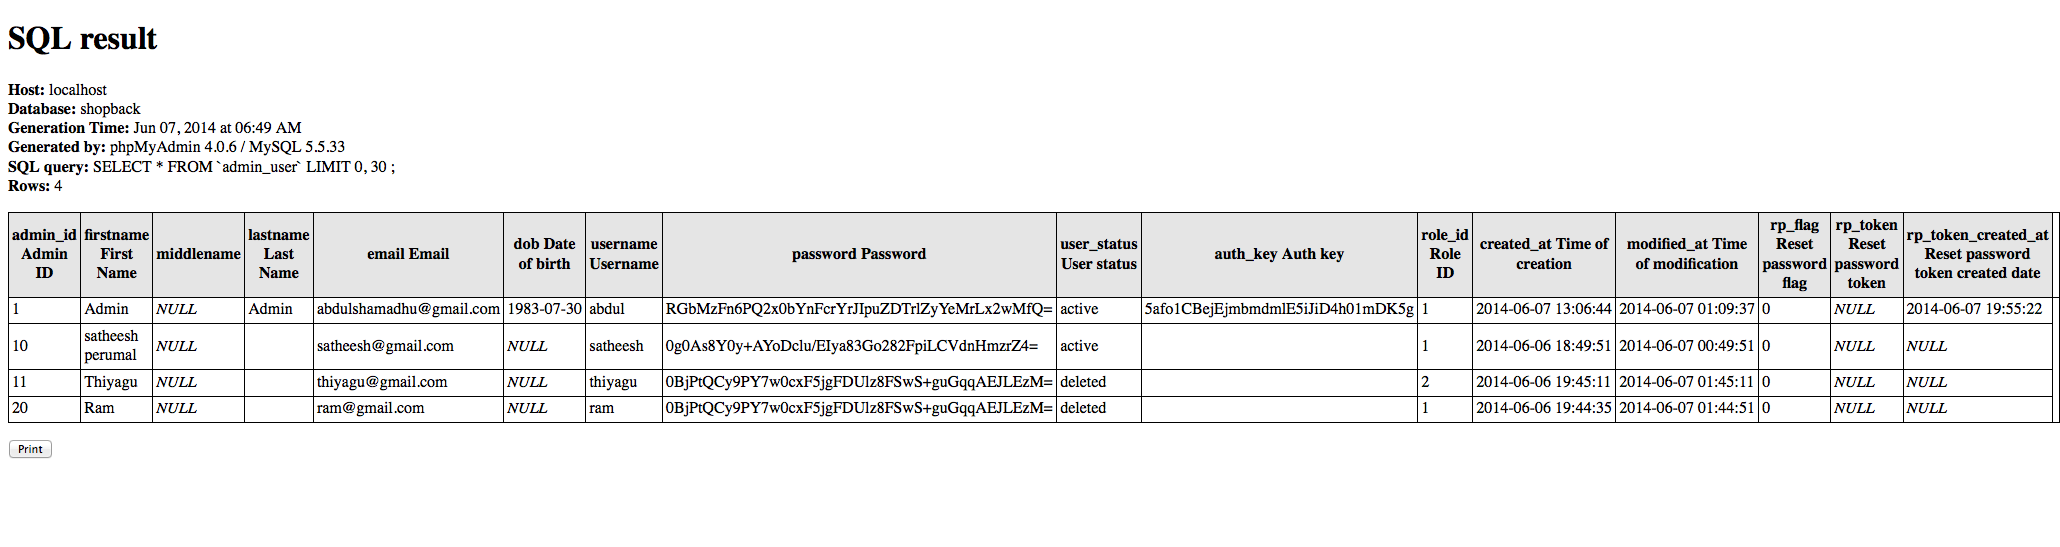 SQL result
Host: localhost
Database: shopback
Generation Time: Jun 07, 2014 at 06:49 AM
Generated by: phpMyAdmin 4.0.6 / MySQL 5.5.33
SQL query: SELECT * FROM `admin_user` LIMIT 0, 30 ;
Rows: 4
admin_id Admin ID firstname First Name middlename lastname Last Name email Email dob Date of birth username Username password Password user_status User status auth_key Auth key role_id Role ID created_at Time of creation modified_at Time of modification rp_flag Reset password flag rp_token Reset password token rp_token_created_at Reset password token created date
1 Admin NULL Admin abdulshamadhu@gmail.com 1983-07-30 abdul RGbMzFn6PQ2x0bYnFcrYrJIpuZDTrlZyYeMrLx2wMfQ= active 5afo1CBejEjmbmdmlE5iJiD4h01mDK5g 1 2014-06-07 13:06:44 2014-06-07 01:09:37 0 NULL 2014-06-07 19:55:22
10 satheesh perumal NULL satheesh@gmail.com NULL satheesh 0g0As8Y0y+AYoDclu/EIya83Go282FpiLCVdnHmzrZ4= active 1 2014-06-06 18:49:51 2014-06-07 00:49:51 0 NULL NULL
11 Thiyagu NULL thiyagu@gmail.com NULL thiyagu 0BjPtQCy9PY7w0cxF5jgFDUlz8FSwS+guGqqAEJLEzM= deleted 2 2014-06-06 19:45:11 2014-06-07 01:45:11 0 NULL NULL
20 Ram NULL ram@gmail.com NULL ram 0BjPtQCy9PY7w0cxF5jgFDUlz8FSwS+guGqqAEJLEzM= deleted 1 2014-06-06 19:44:35 2014-06-07 01:44:51 0 NULL NULL
Print